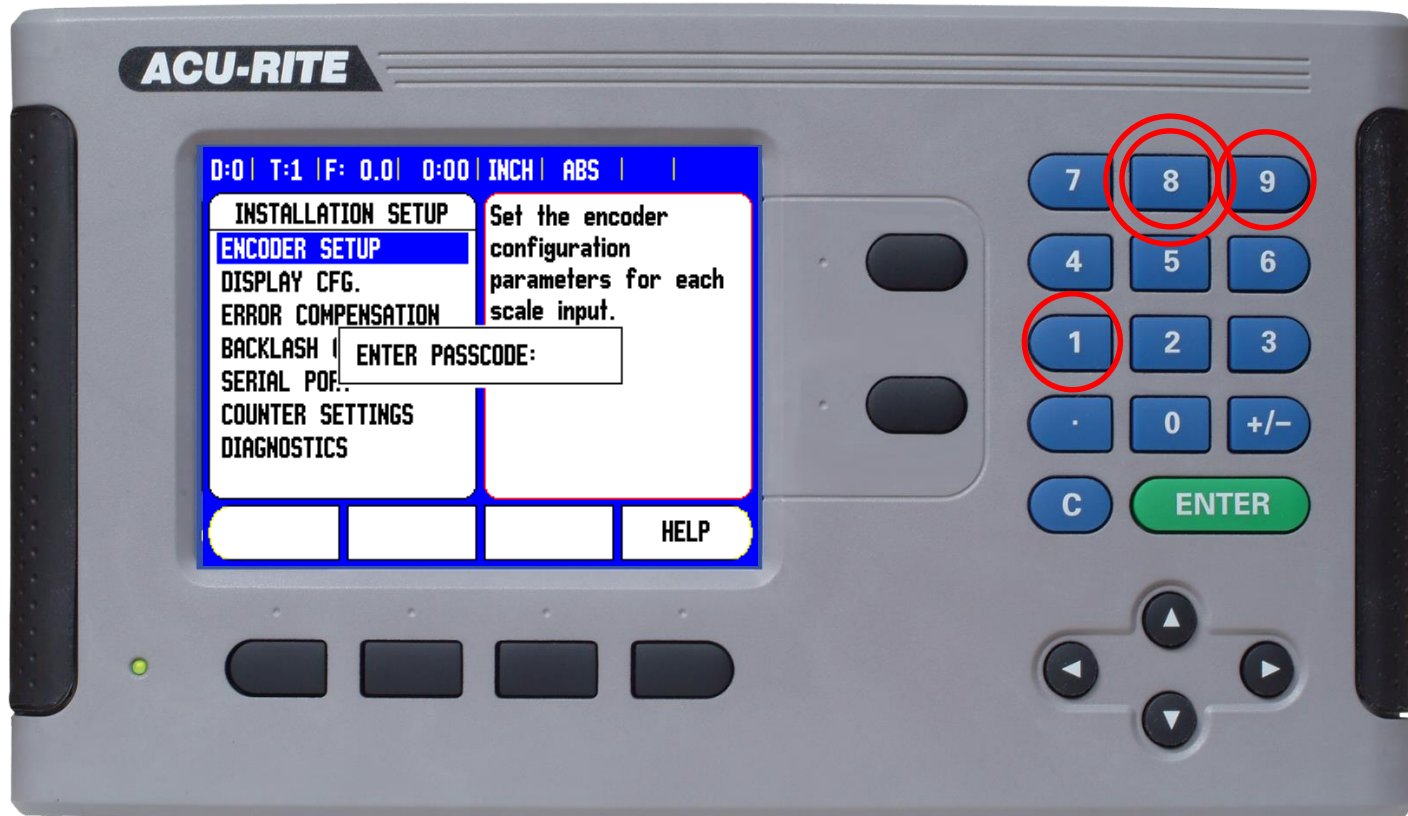 ACU-RITE
D:0| T:1 |F: 0.0| 0:00|INCH| ABS | |
INSTALLATION SETUP
ENCODER SETUP
DISPLAY CFG.
ERROR COMPENSATION
BACKLASH
SERIAL
COUNTER SETTINGS
DIAGNOSTICS
Set the encoder
configuration
parameters for each
scale input.
ENTER PASSCODE:
HELP
7 8 9
4 5 6
1 2 3
. 0 +/-
C ENTER